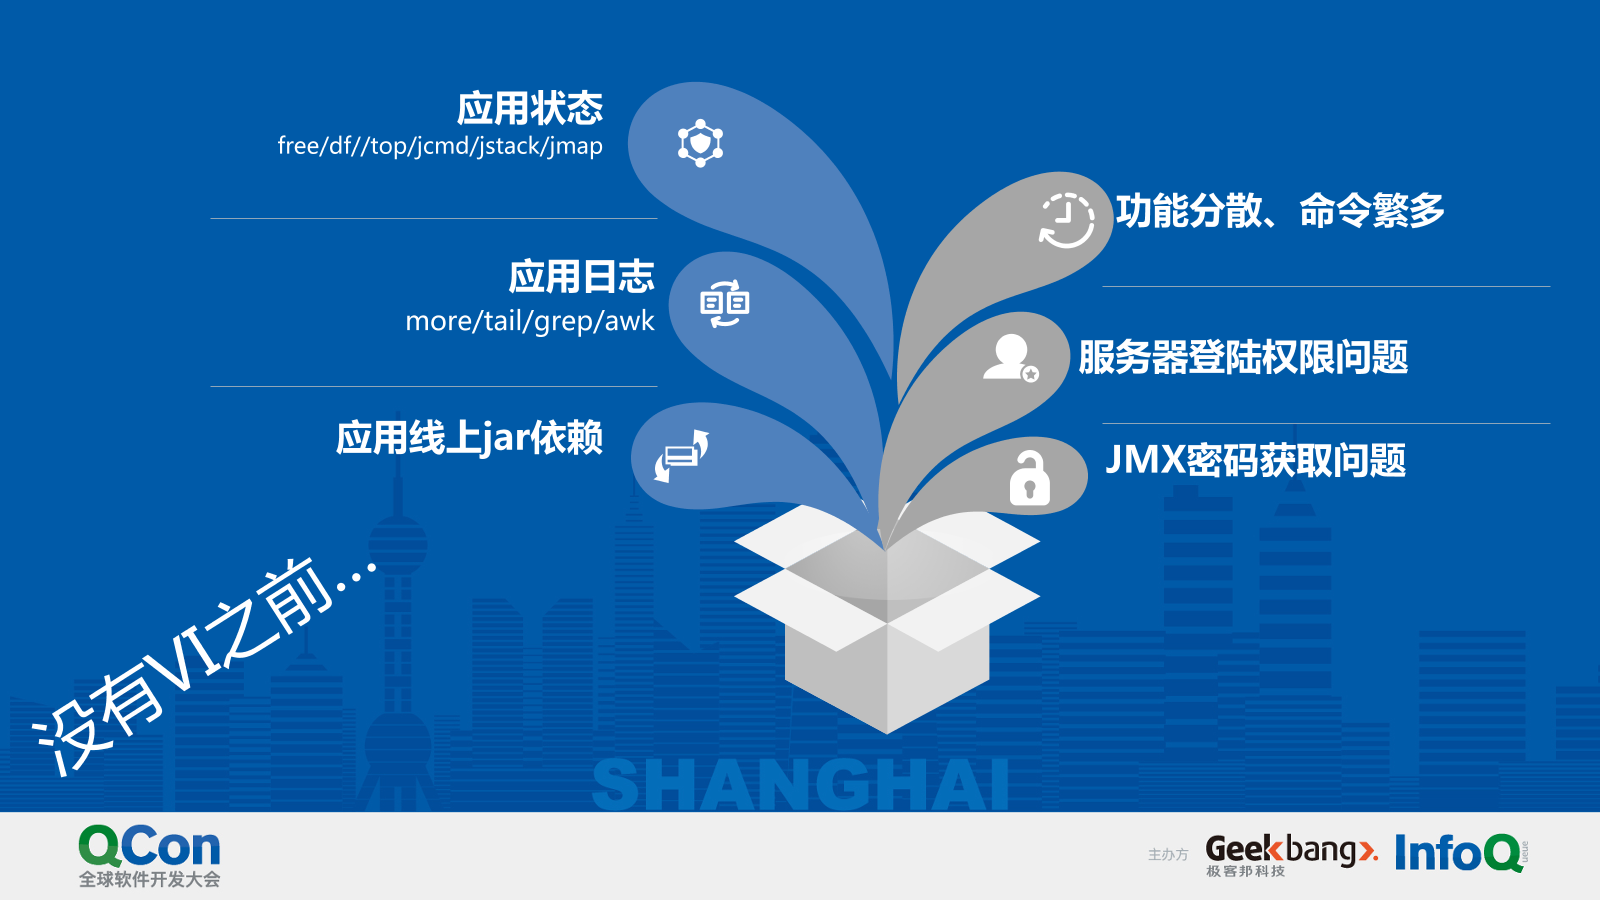 应用状态
free/df//top/jcmd/jstack/jmap
应用日志
more/tail/grep/awk
应用线上jar依赖
功能分散、命令繁多
服务器登陆权限问题
JMX密码获取问题
没有VI之前...
SHANGHAI
QCon
全球软件开发大会
主办方
Geekbang
极客邦科技
InfoQ
ueue